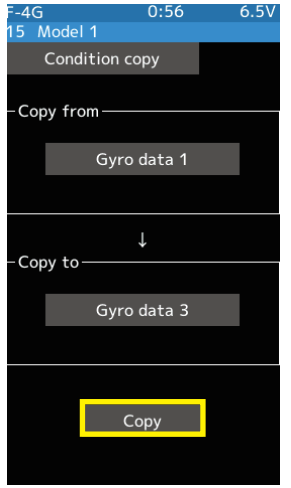 F-4G 0:56 6.5V
15 Model 1
Condition copy
Copy from
Gyro data 1
↓
Copy to
Gyro data 3
Copy